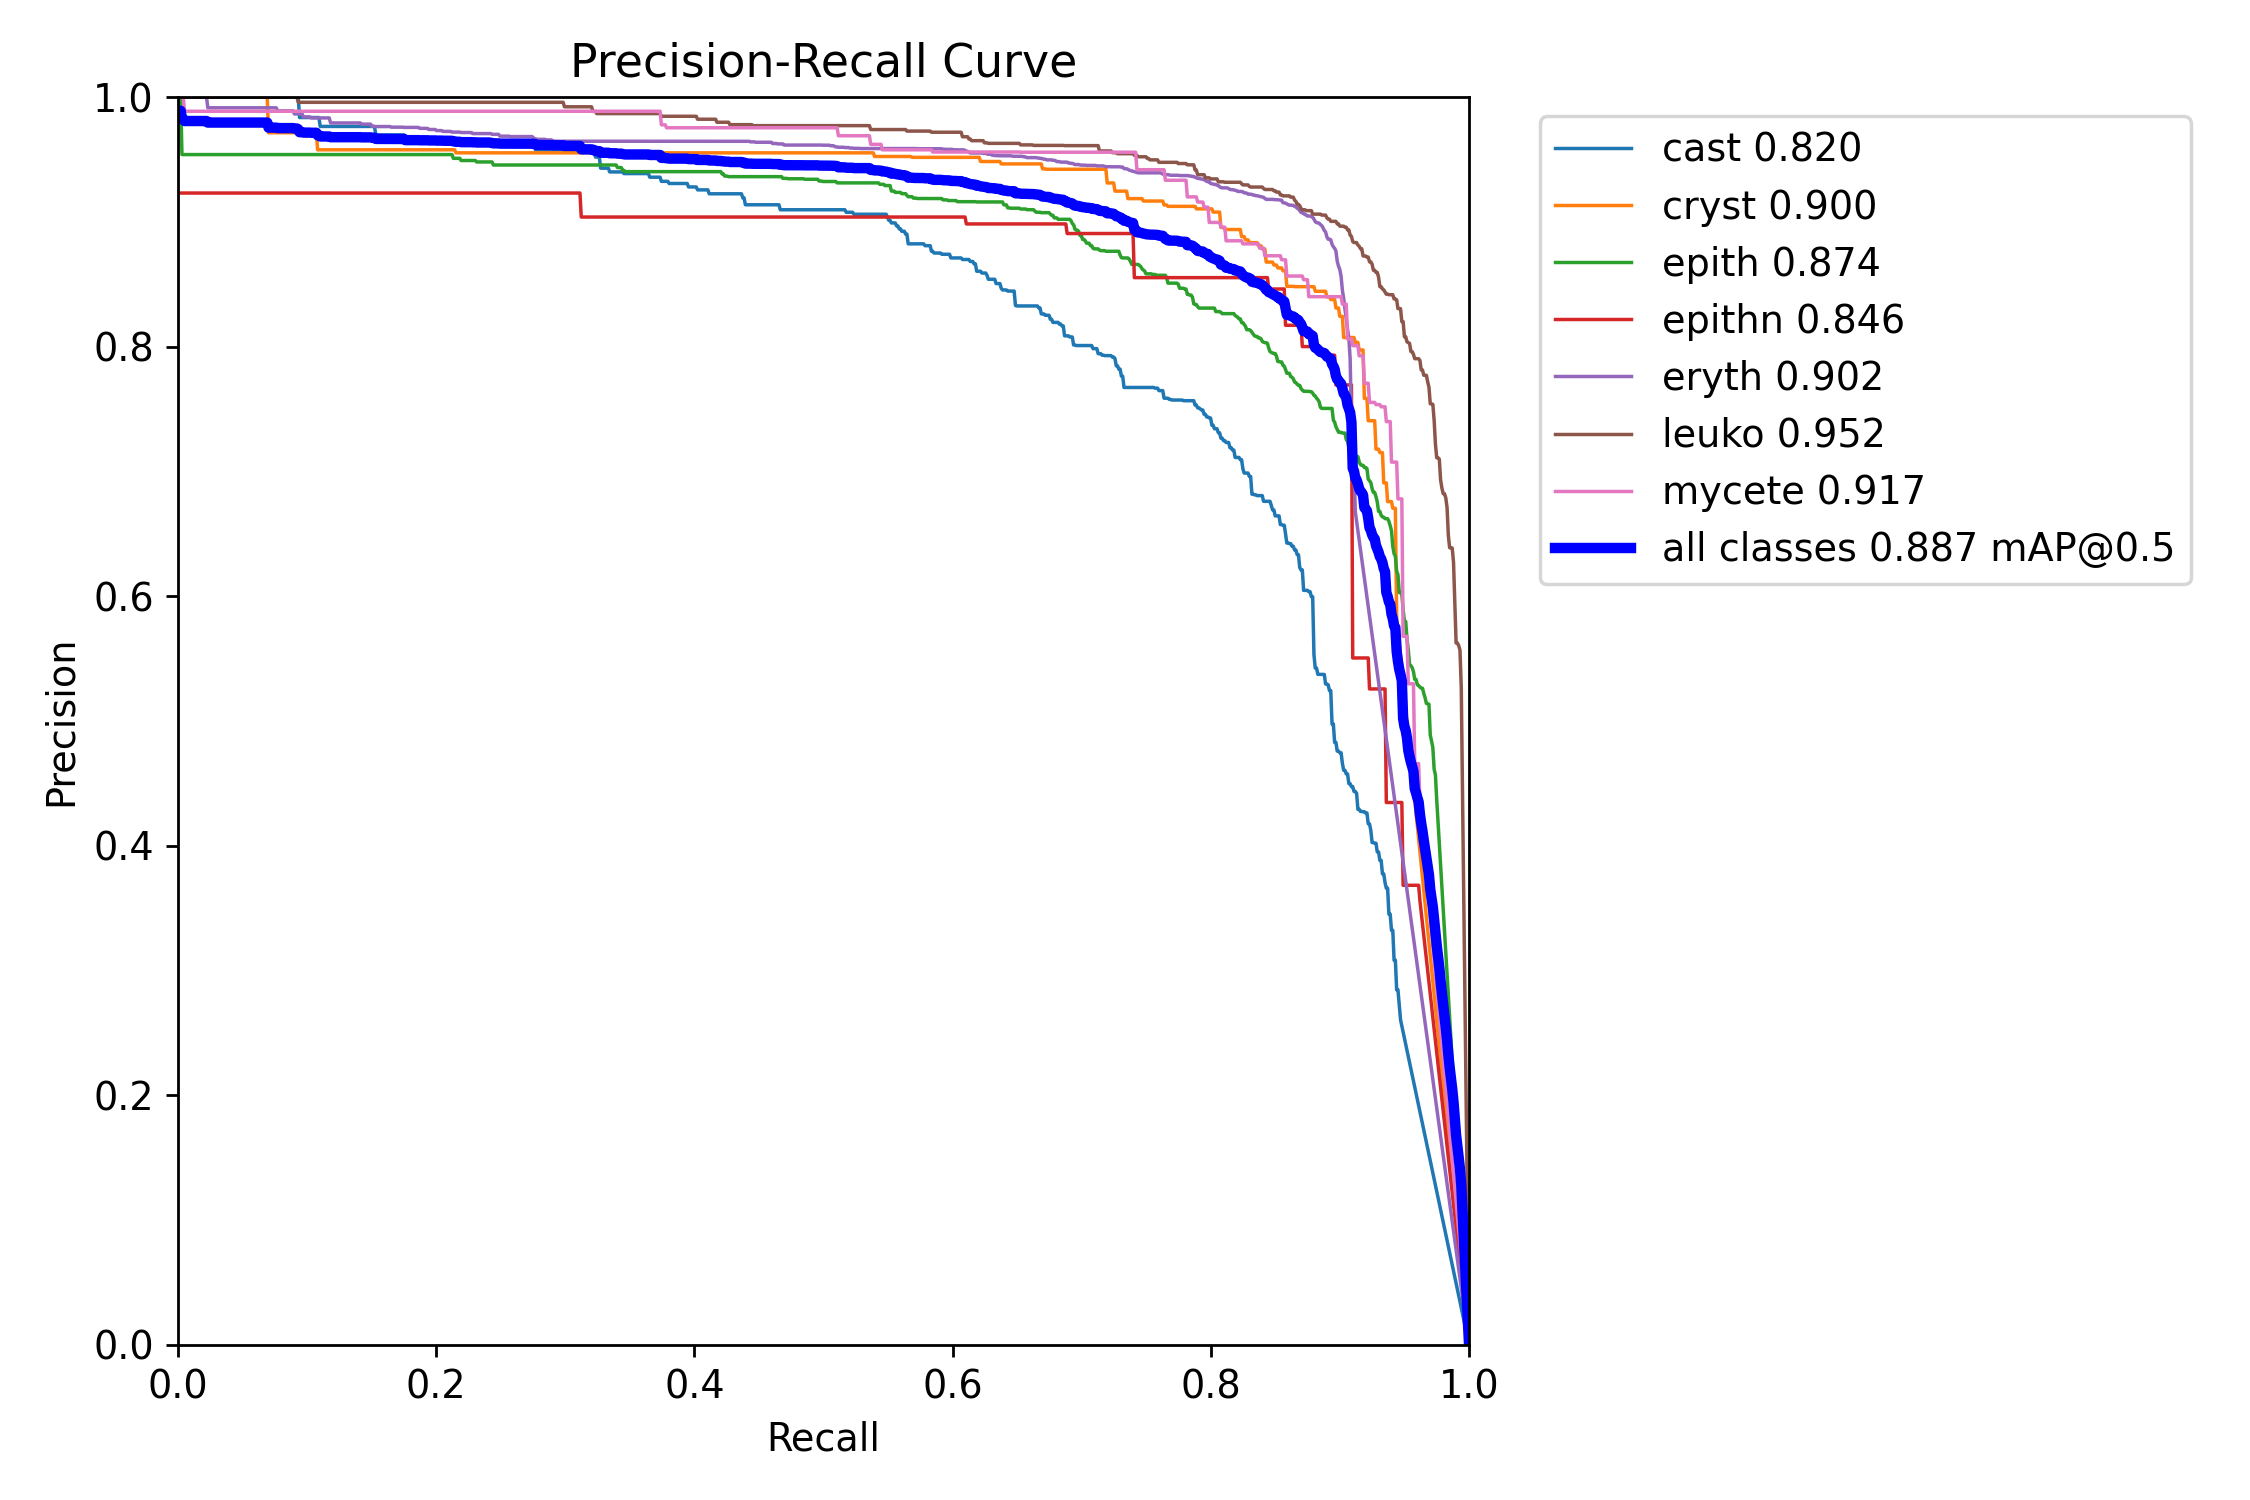 Precision-Recall Curve
1.0
0.8
0.6
0.4
0.2
0.0
Precision
0.0 0.2 0.4 0.6 0.8 1.0
Recall
cast 0.820
cryst 0.900
epith 0.874
epithn 0.846
eryth 0.902
leuko 0.952
mycete 0.917
all classes 0.887 mAP@0.5